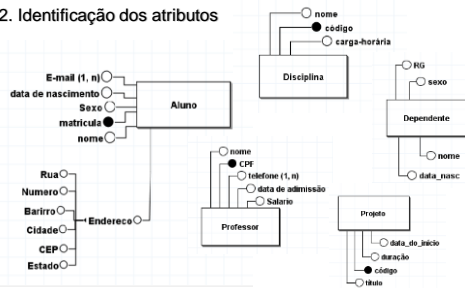 2. Identificação dos atributos
nome
código
carga-horária
Disciplina
E-mail (1, n)
data de nascimento
Sexo
matricula
nome
Aluno
RG
sexo
Dependente
nome
data_nasc
Rua
Numero
Barirro
Cidade
CEP
Estado
Endereco
nome
CPF
telefone (1, n)
data de admissão
Salario
Professor
Projeto
data_do_início
duração
código
título